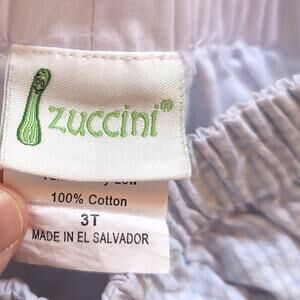 zuccini®
100% Cotton
3T
MADE IN EL SALVADOR